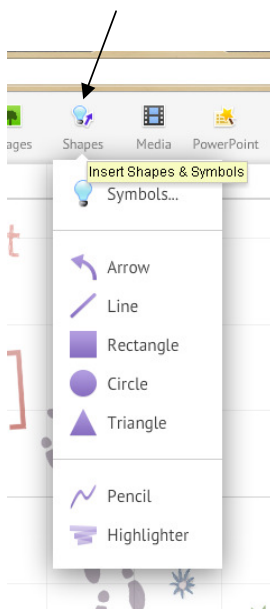 ages Shapes Media PowerPoint
Insert Shapes & Symbols
Symbols...
Arrow
Line
Rectangle
Circle
Triangle
Pencil
Highlighter